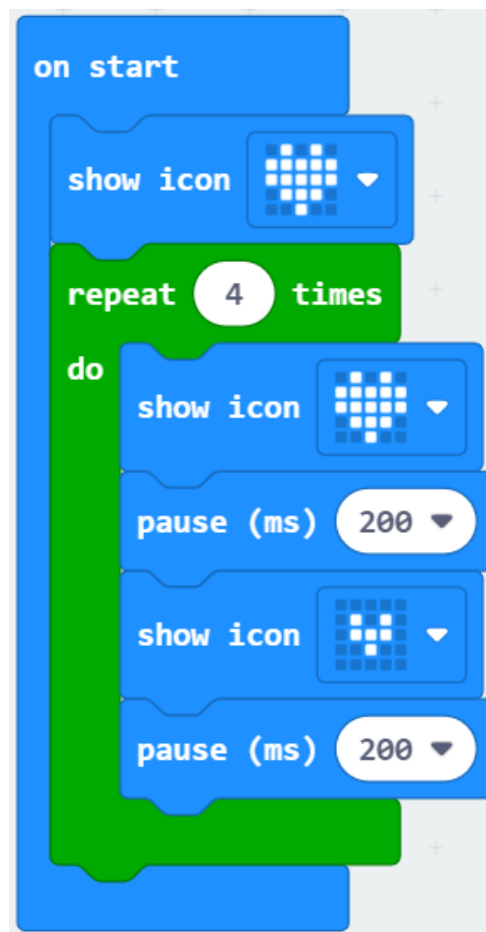 on start
show icon
repeat 4 times
do
show icon
pause (ms) 200
show icon
pause (ms) 200